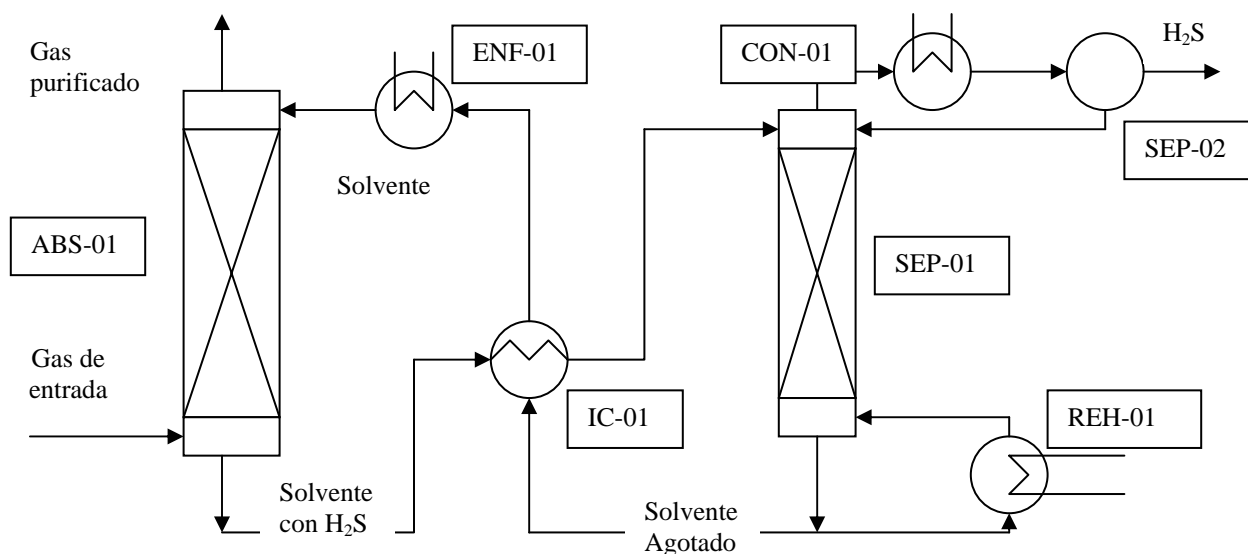 Gas
purificado
ENF-01
CON-01
H₂S
SEP-02
Solvente
ABS-01
SEP-01
Gas de
entrada
IC-01
REH-01
Solvente
con H₂S
Solvente
Agotado